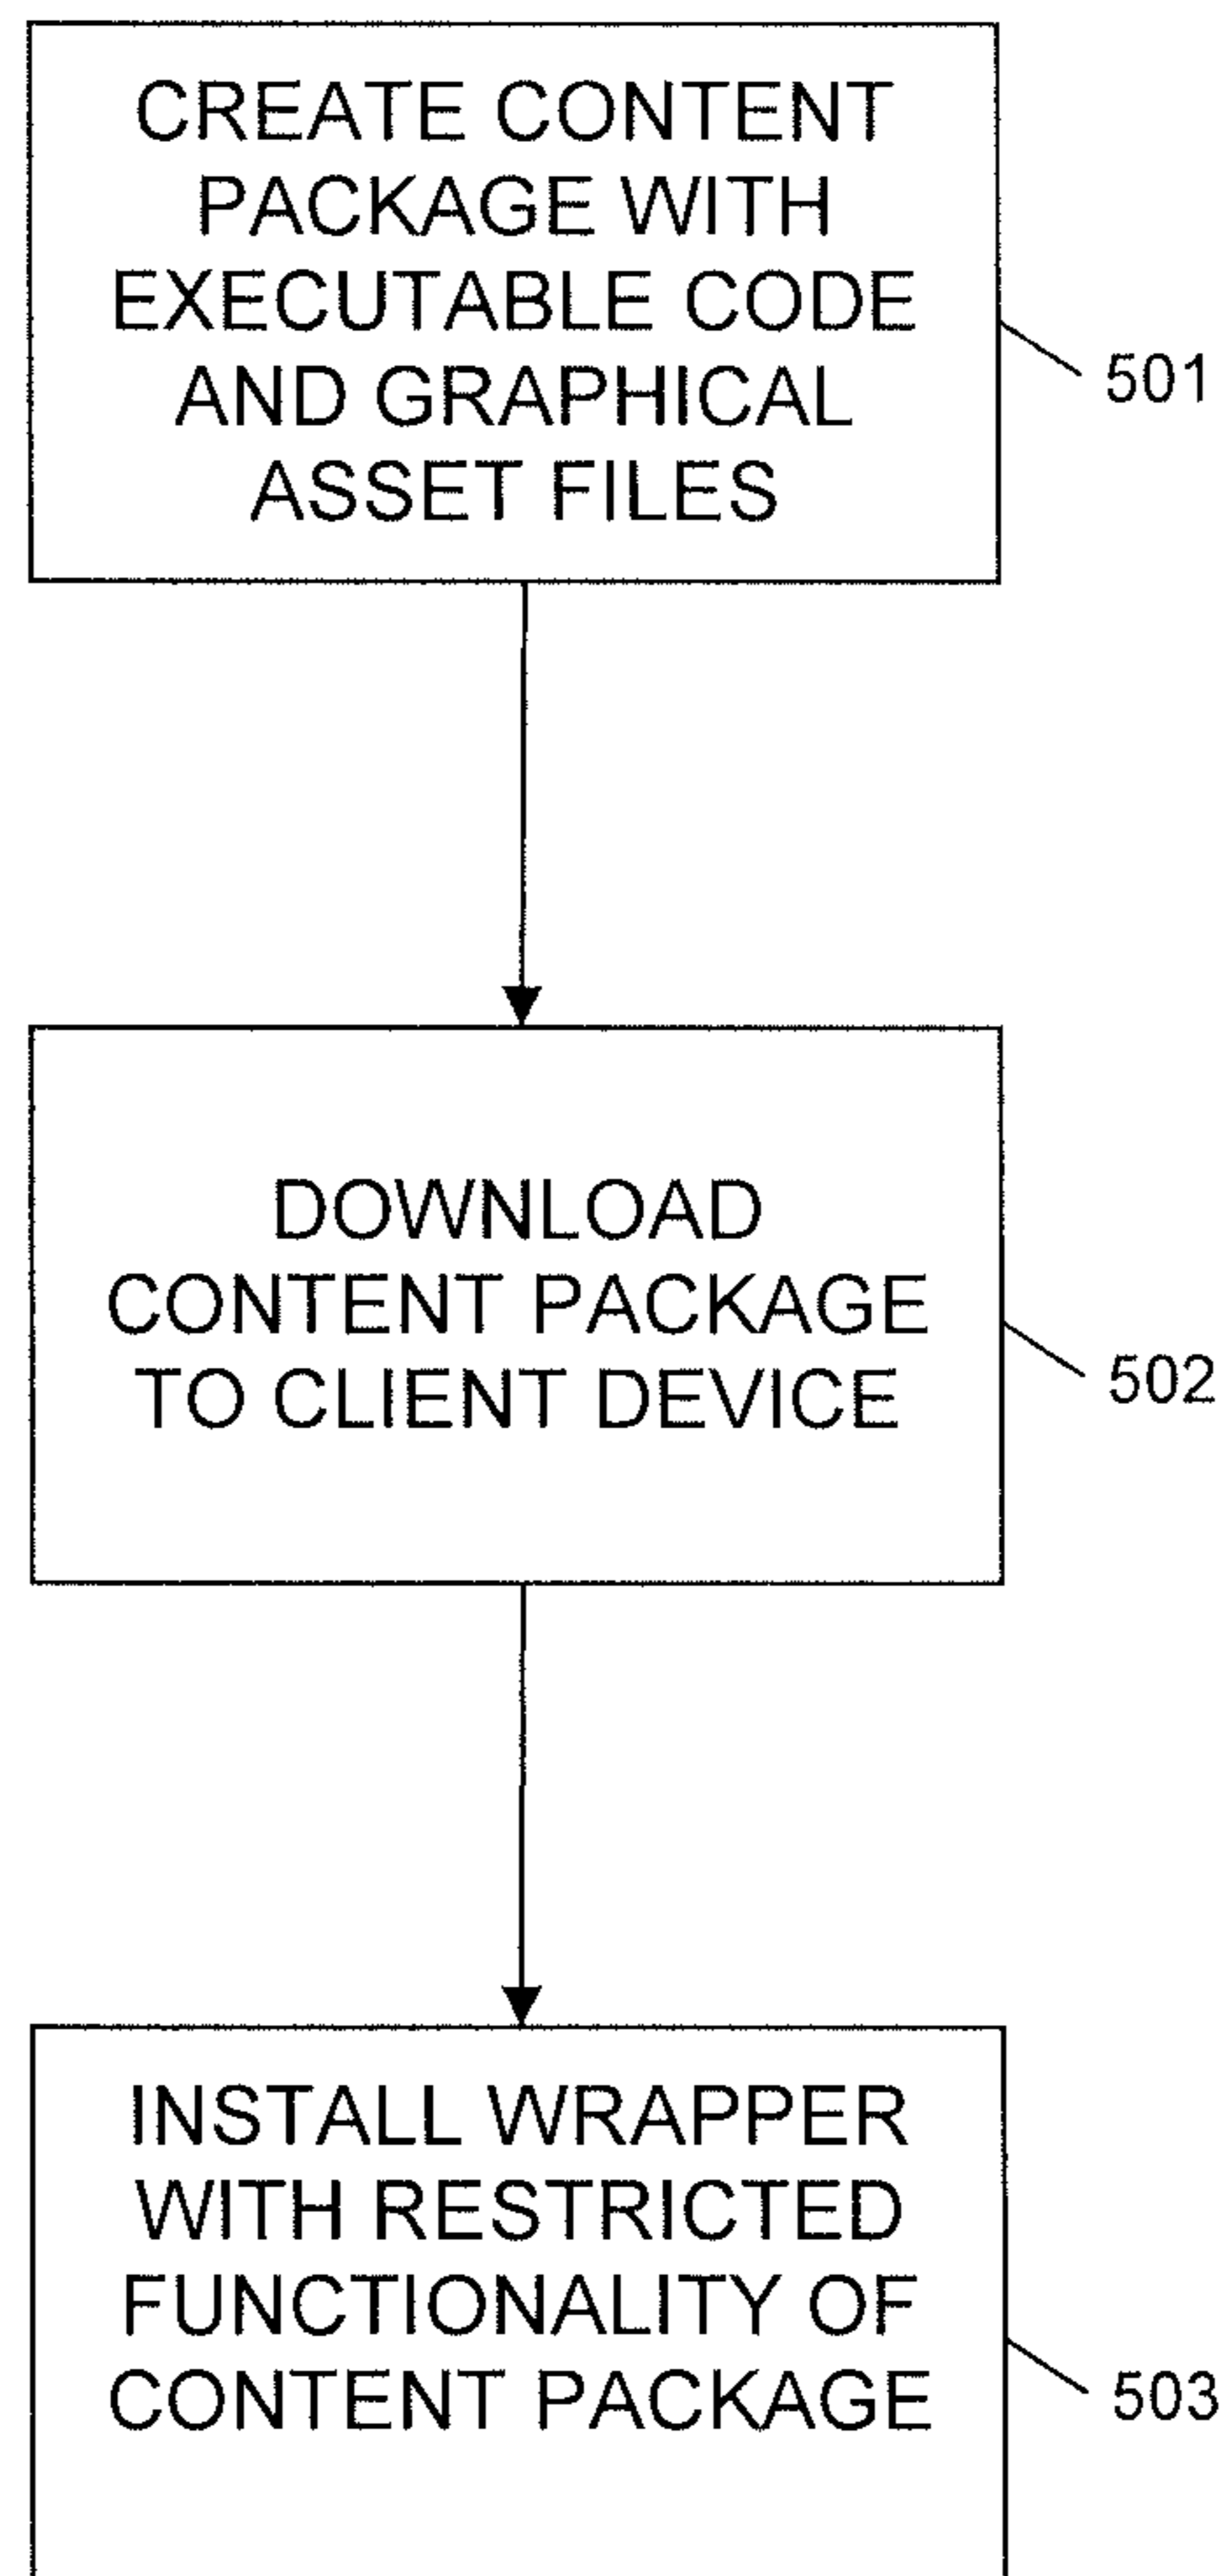 CREATE CONTENT
PACKAGE WITH
EXECUTABLE CODE
AND GRAPHICAL
ASSET FILES
501
DOWNLOAD
CONTENT PACKAGE
TO CLIENT DEVICE
502
INSTALL WRAPPER
WITH RESTRICTED
FUNCTIONALITY OF
CONTENT PACKAGE
503